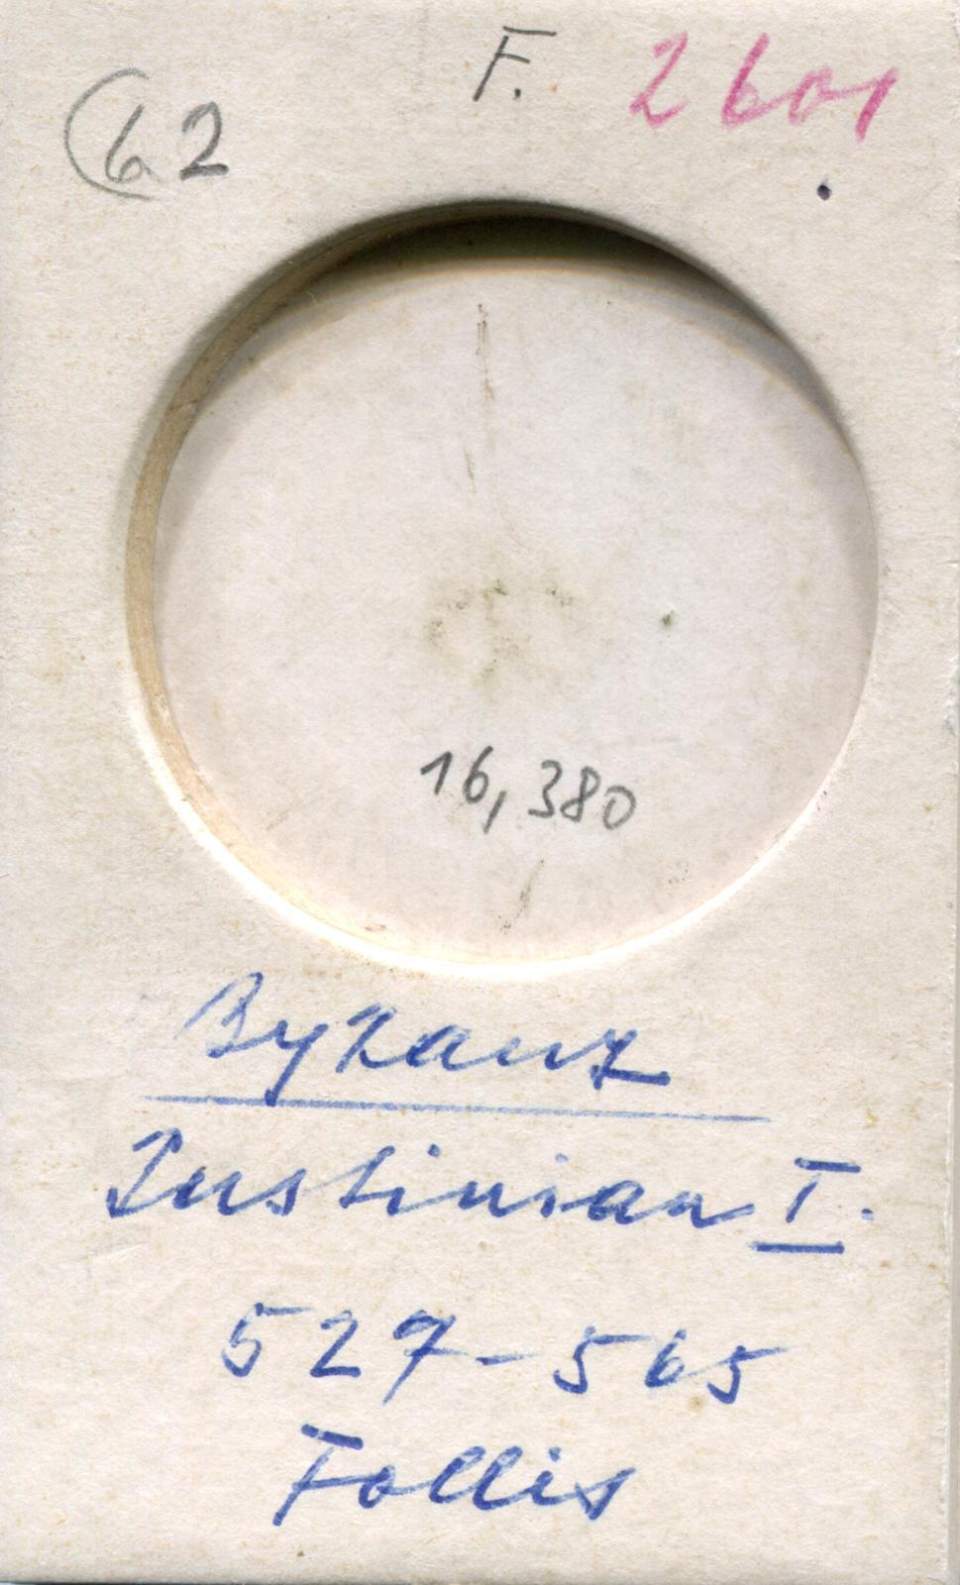 62 F. 2601
16,380
Byzanz
Justinian I.
527-565
Follis